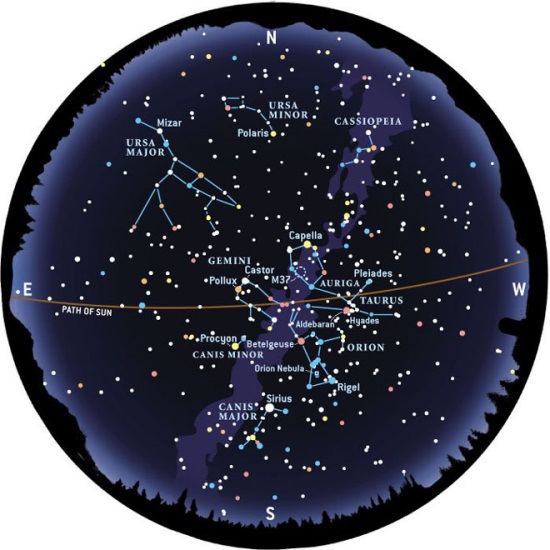 N
URSA
MINOR
CASSIOPEIA
Mizar
Polaris
URSA
MAJOR
Capella
GEMINI
Castor
Pollux
M37
Pleiades
AURIGA
E
W
TAURUS
PATH OF SUN
Hyades
Aldebaran
Procyon
Betelgeuse
ORION
CANIS MINOR
Orion Nebula
Rigel
Sirius
CANIS
MAJOR
S